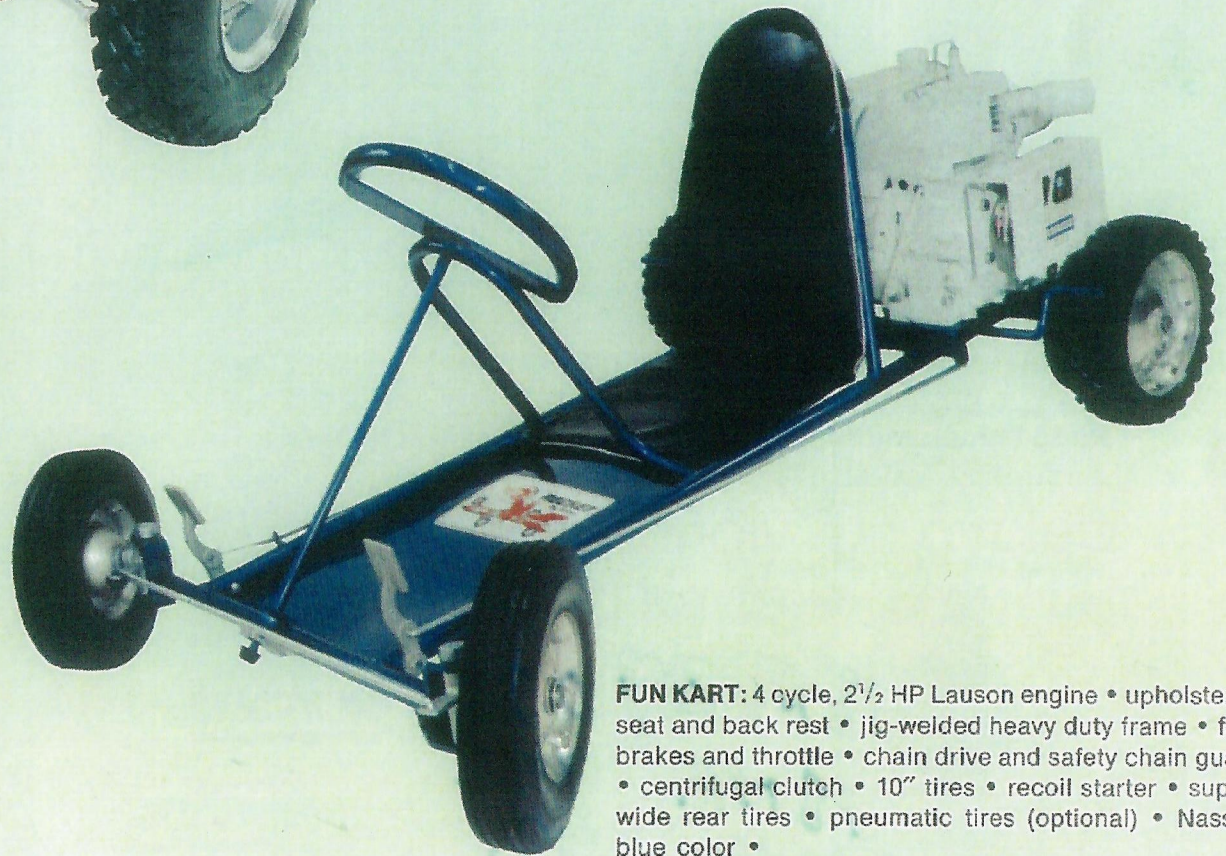 FUN KART: 4 cycle, 2¹/₂ HP Lauson engine • upholste
seat and back rest • jig-welded heavy duty frame • f
brakes and throttle • chain drive and safety chain gu
• centrifugal clutch • 10″ tires • recoil starter • sup
wide rear tires • pneumatic tires (optional) • Nass
blue color •